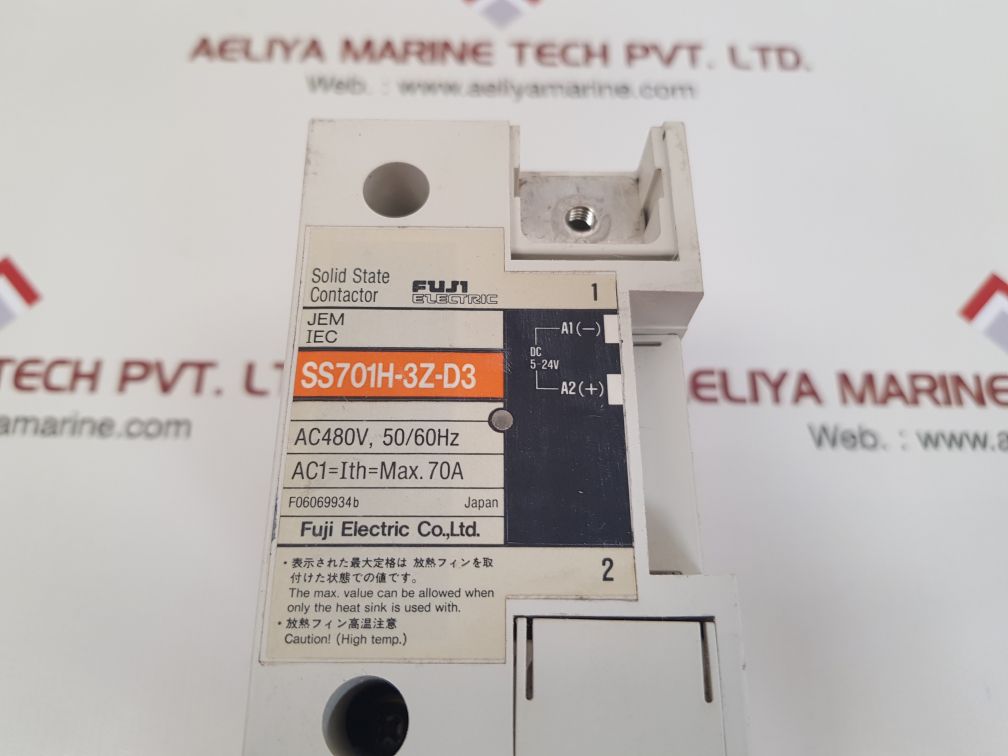 AELIYA MARINE TECH PVT. LTD.
Web. : www.aeliyamarine.com
Solid State
Contactor
FUJI
ELECTRIC
1
JEM
IEC
A1(−)
DC
5-24V
A2(+)
SS701H-3Z-D3
AC480V, 50/60Hz
AC1=Ith=Max. 70A
F06069934b
Japan
Fuji Electric Co.,Ltd.
・表示された最大定格は 放熱フィンを取
付けた状態での値です。
The max. value can be allowed when
only the heat sink is used with.
・放熱フィン高温注意
Caution! (High temp.)
2
TECH PVT. L
yamarine.com
AELIYA MARINE
Web. :